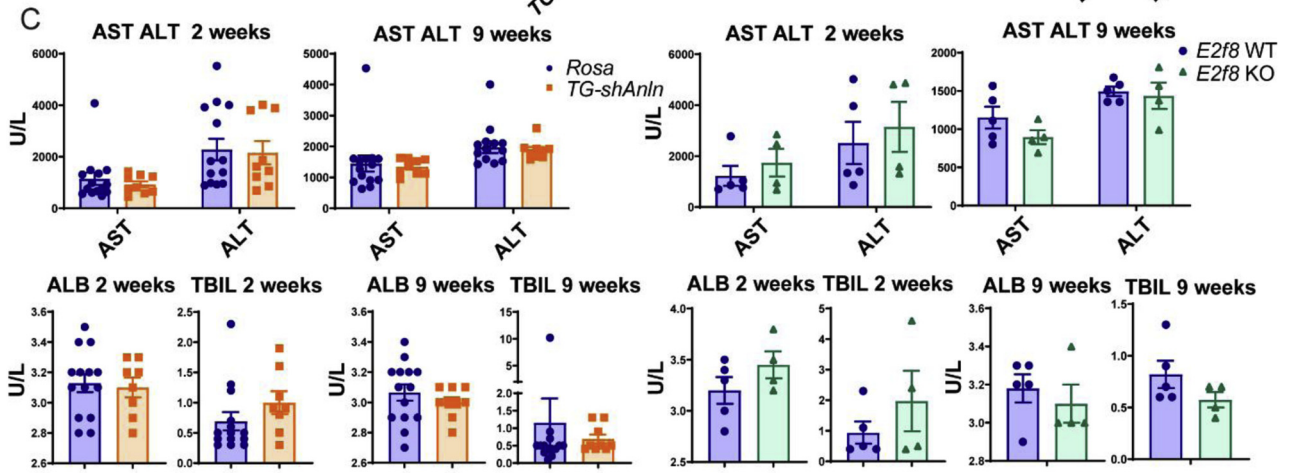 C
AST ALT 2 weeks
U/L
6000
4000
2000
0
AST
ALT
AST ALT 9 weeks
5000
4000
3000
2000
1000
0
AST
ALT
Rosa
TG-shAnln
AST ALT 2 weeks
U/L
6000
4000
2000
0
AST
ALT
AST ALT 9 weeks
2000
1500
1000
500
0
AST
ALT
E2f8 WT
E2f8 KO
ALB 2 weeks
U/L
3.6
3.4
3.2
3.0
2.8
2.6
TBIL 2 weeks
2.5
2.0
1.5
1.0
0.5
0.0
ALB 9 weeks
U/L
3.6
3.4
3.2
3.0
2.8
2.6
TBIL 9 weeks
15
10
5
2.0
1.5
1.0
0.5
0.0
ALB 2 weeks
U/L
4.0
3.5
3.0
2.5
TBIL 2 weeks
5
4
3
2
1
0
ALB 9 weeks
U/L
3.6
3.4
3.2
3.0
2.8
TBIL 9 weeks
1.5
1.0
0.5
0.0